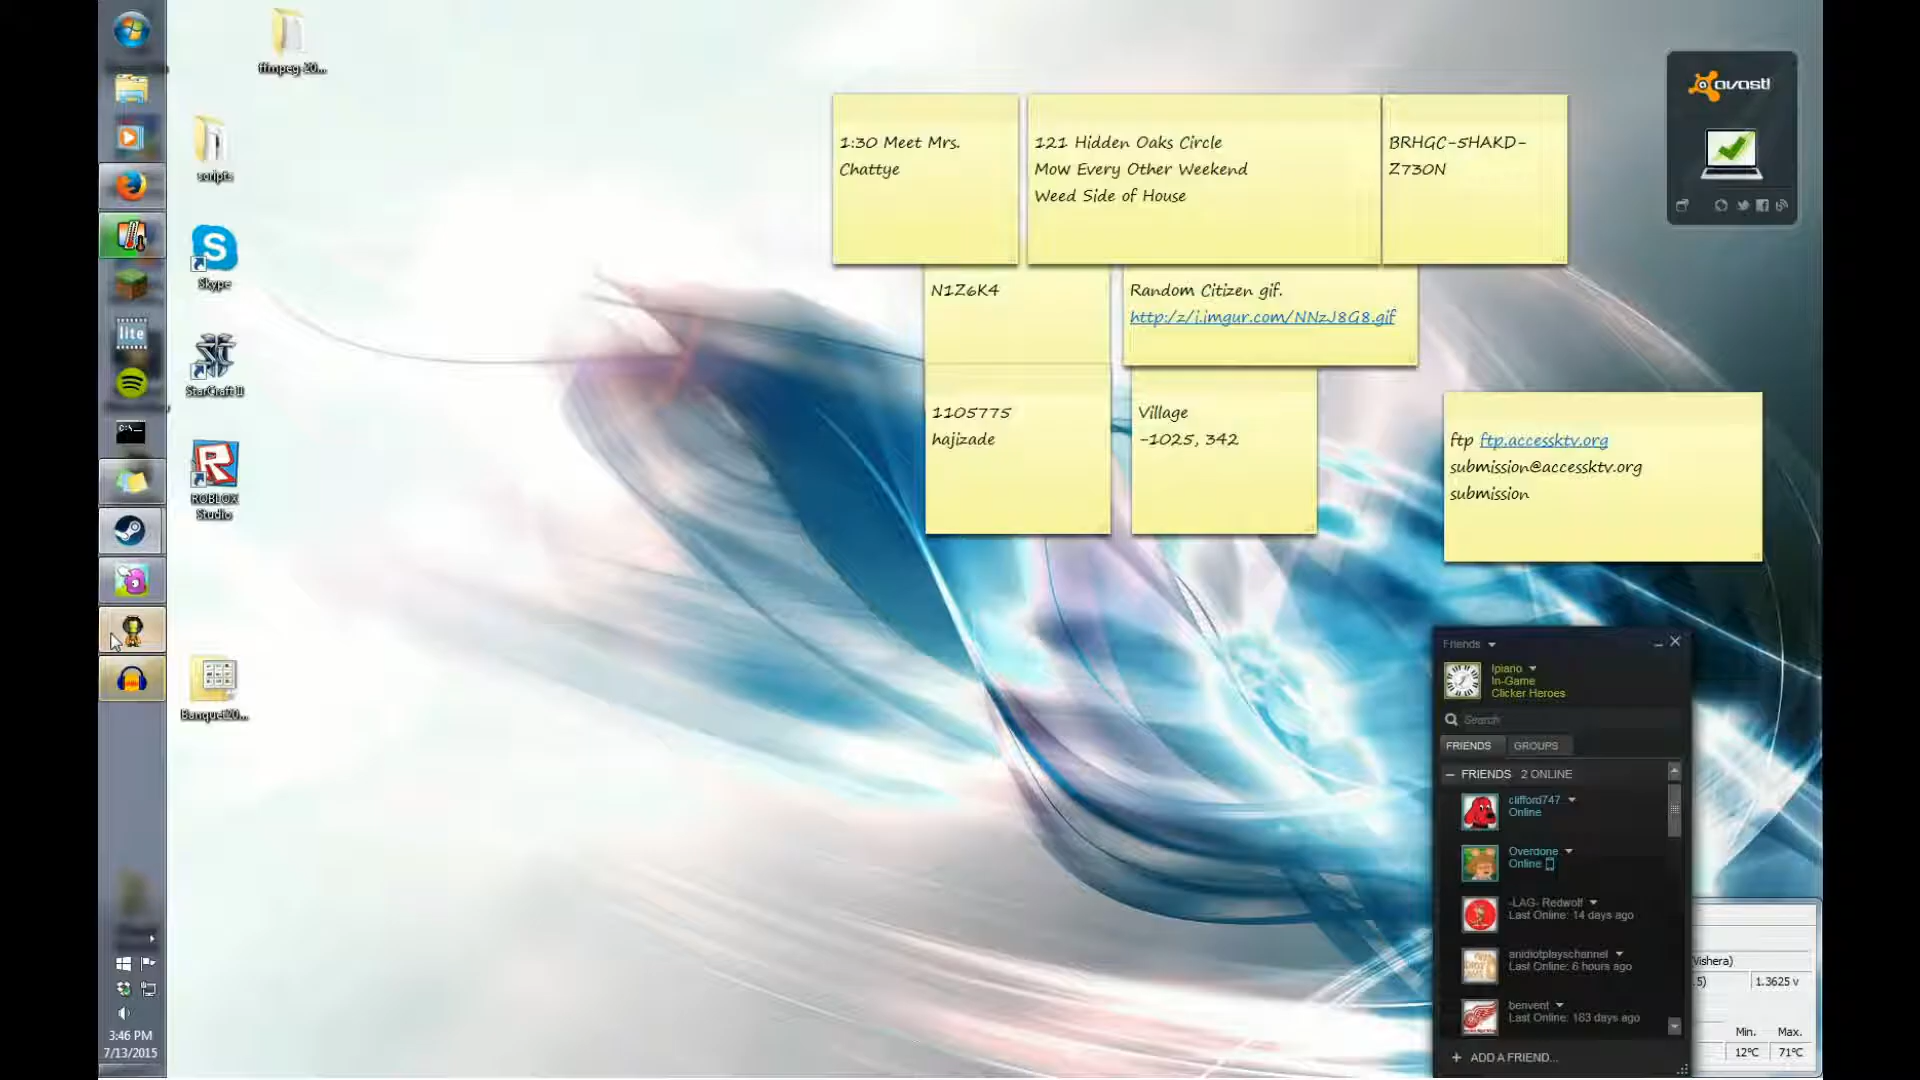 ffmpeg-20...
scripts
Skype
StarCraft II
ROBLOX
Studio
Banquet20...
lite
C:\_
3:46 PM
7/13/2015
1:30 Meet Mrs.
Chattye
121 Hidden Oaks Circle
Mow Every Other Weekend
Weed Side of House
BRHGC-5HAKD-
Z730N
N1Z6K4
Random Citizen gif.
http:/z/i.imgur.com/NNzJ8G8.gif
1105775
hajizade
Village
-1025, 342
ftp ftp.accessktv.org
submission@accessktv.org
submission
avast!
Friends
Ipiano
In-Game
Clicker Heroes
Search
FRIENDS
GROUPS
FRIENDS 2 ONLINE
clifford747
Online
Overdone
Online
-LAG- Redwolf
Last Online: 14 days ago
anidiotplayschannel
Last Online: 6 hours ago
benvent
Last Online: 183 days ago
+ ADD A FRIEND...
Vishera)
.5)
1.3625 v
Min.
Max.
12°C
71°C